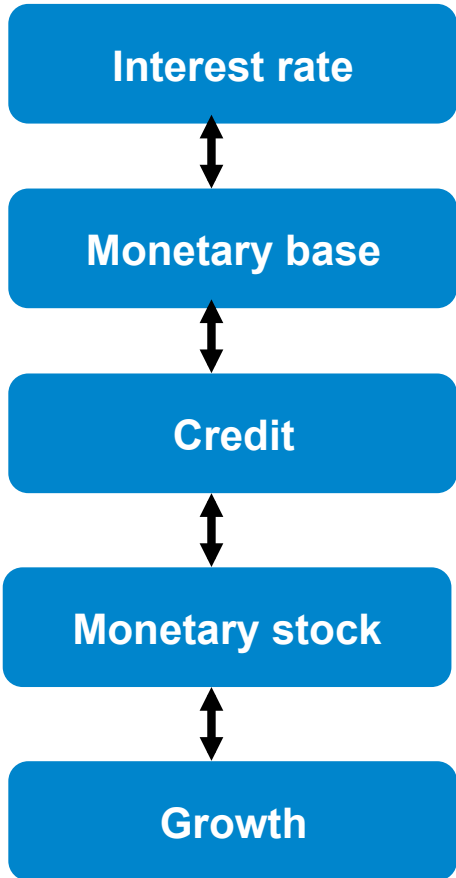 Interest rate
Monetary base
Credit
Monetary stock
Growth